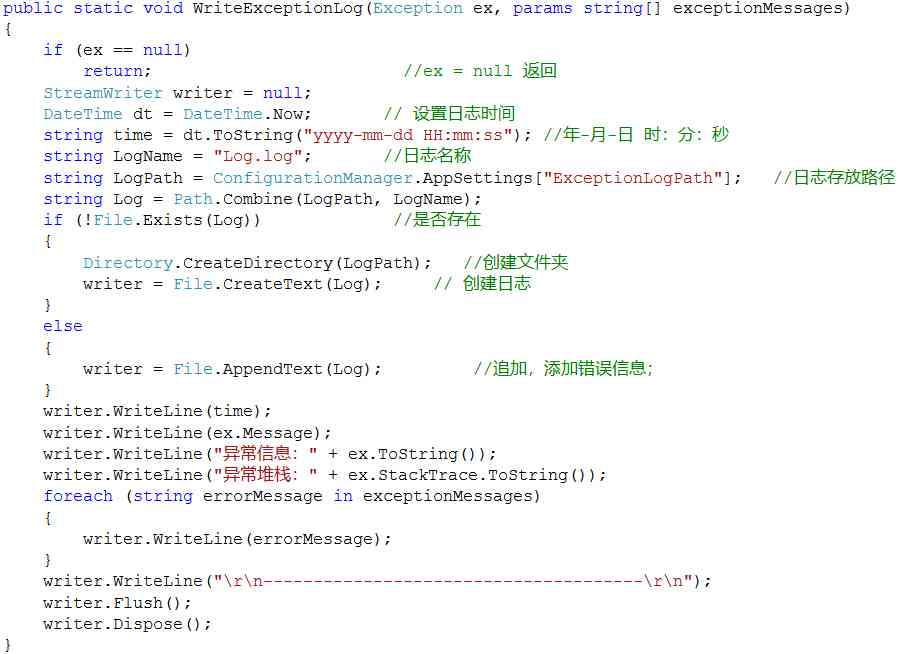 public static void WriteExceptionLog(Exception ex, params string[] exceptionMessages)
{
    if (ex == null)
        return;                         //ex = null 返回
    StreamWriter writer = null;
    DateTime dt = DateTime.Now;       // 设置日志时间
    string time = dt.ToString("yyyy-mm-dd HH:mm:ss"); //年-月-日 时：分：秒
    string LogName = "Log.log";       //日志名称
    string LogPath = ConfigurationManager.AppSettings["ExceptionLogPath"];   //日志存放路径
    string Log = Path.Combine(LogPath, LogName);
    if (!File.Exists(Log))             //是否存在
    {
        Directory.CreateDirectory(LogPath);   //创建文件夹
        writer = File.CreateText(Log);     // 创建日志
    }
    else
    {
        writer = File.AppendText(Log);         //追加，添加错误信息；
    }
    writer.WriteLine(time);
    writer.WriteLine(ex.Message);
    writer.WriteLine("异常信息：" + ex.ToString());
    writer.WriteLine("异常堆栈：" + ex.StackTrace.ToString());
    foreach (string errorMessage in exceptionMessages)
    {
        writer.WriteLine(errorMessage);
    }
    writer.WriteLine("\r\n--------------------------------------\r\n");
    writer.Flush();
    writer.Dispose();
}